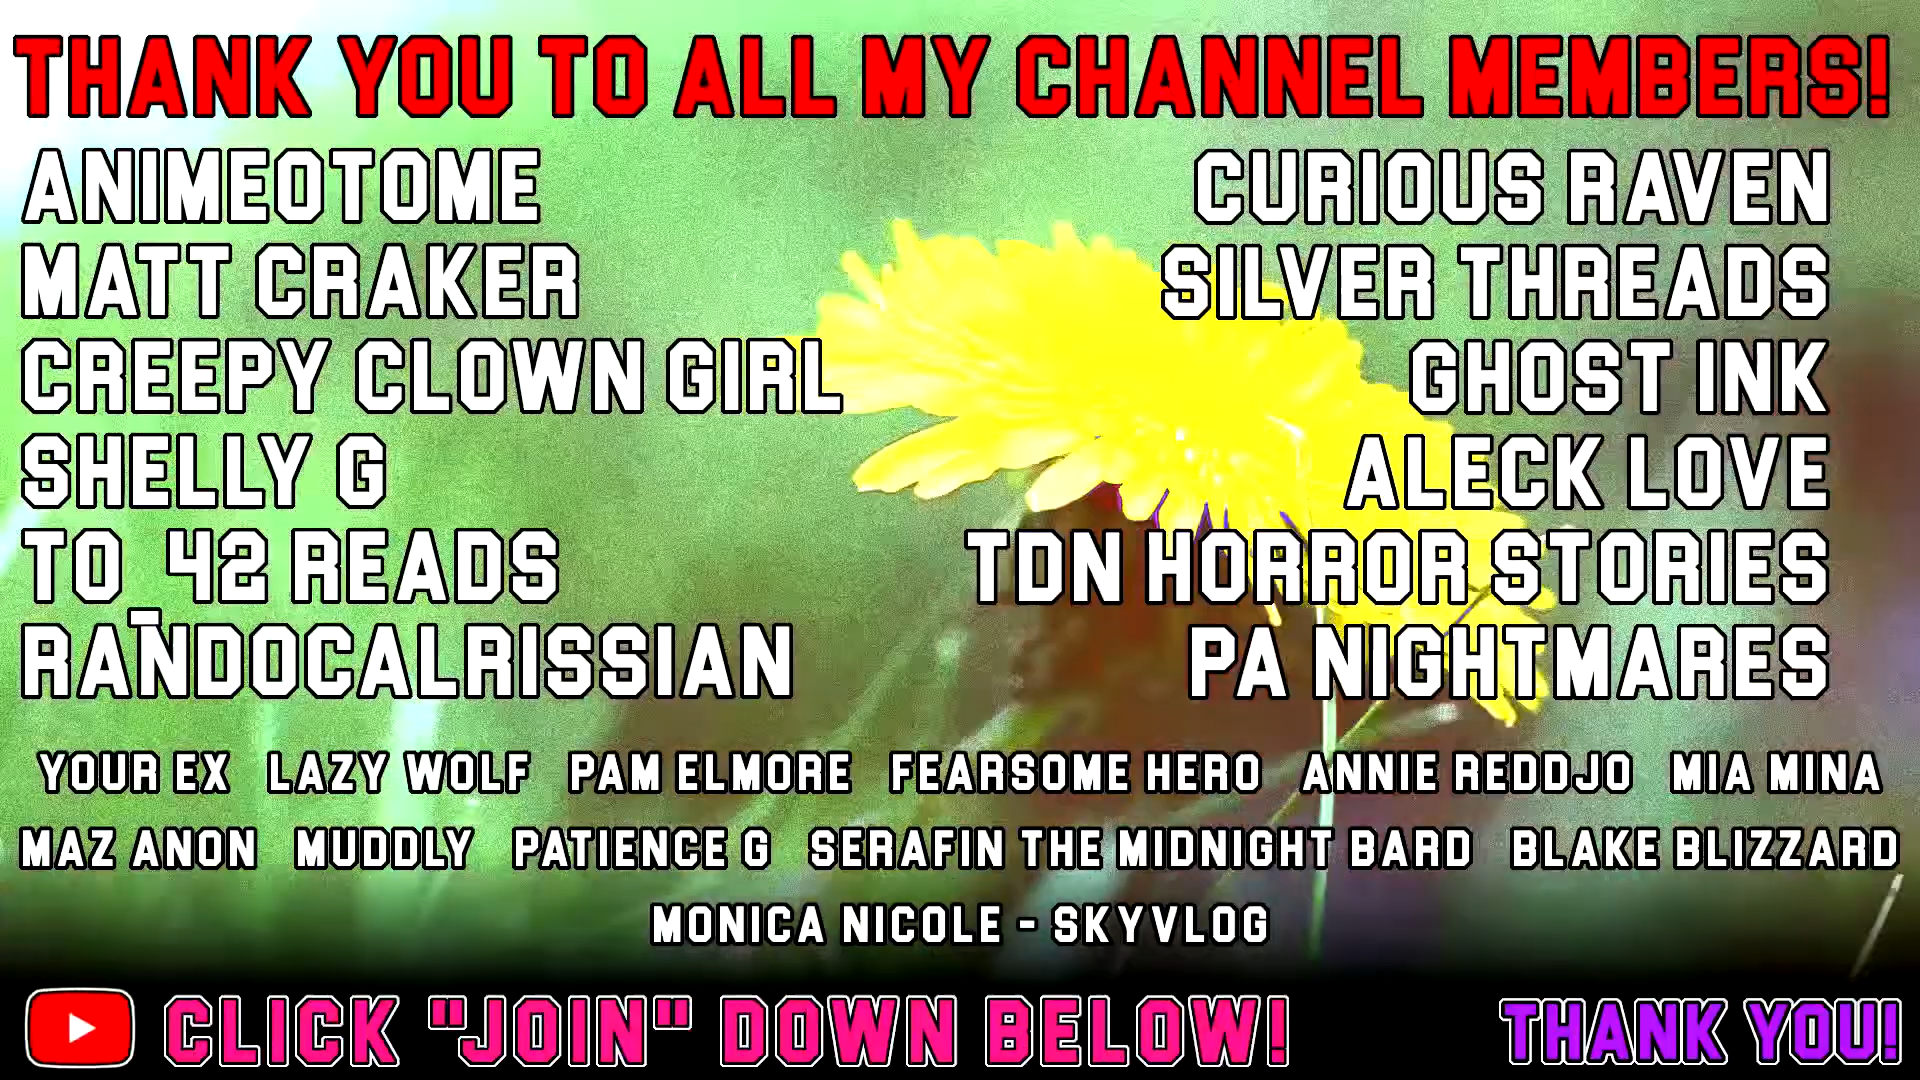 THANK YOU TO ALL MY CHANNEL MEMBERS!
ANIMEOTOME
MATT CRAKER
CREEPY CLOWN GIRL
SHELLY G
TO_42 READS
RANDOCALRISSIAN
CURIOUS RAVEN
SILVER THREADS
GHOST INK
ALECK LOVE
TDN HORROR STORIES
PA NIGHTMARES
YOUR EX LAZY WOLF PAM ELMORE FEARSOME HERO ANNIE REDDJO MIA MINA
MAZ ANON MUDDLY PATIENCE G SERAFIN THE MIDNIGHT BARD BLAKE BLIZZARD
MONICA NICOLE - SKYVLOG
CLICK "JOIN" DOWN BELOW!
THANK YOU!